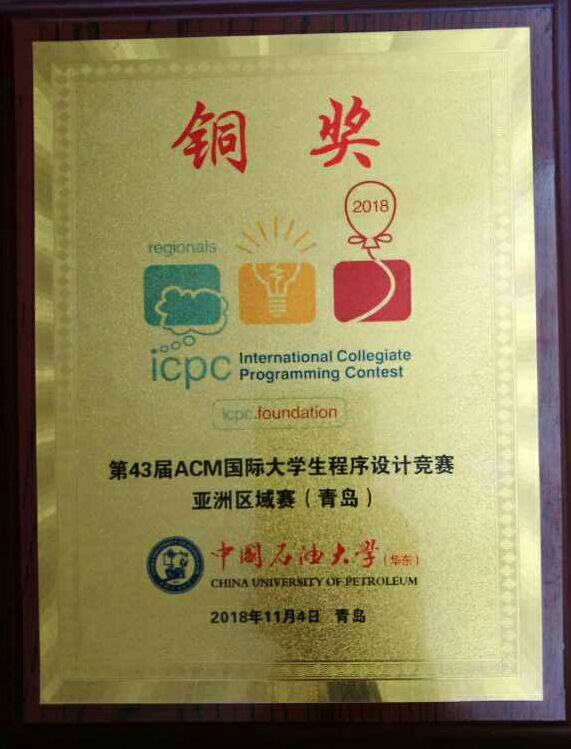 铜奖
2018
regionals
icpc International Collegiate
Programming Contest
icpc.foundation
第43届ACM国际大学生程序设计竞赛
亚洲区域赛（青岛）
中国石油大学（华东）
CHINA UNIVERSITY OF PETROLEUM
2018年11月4日 青岛